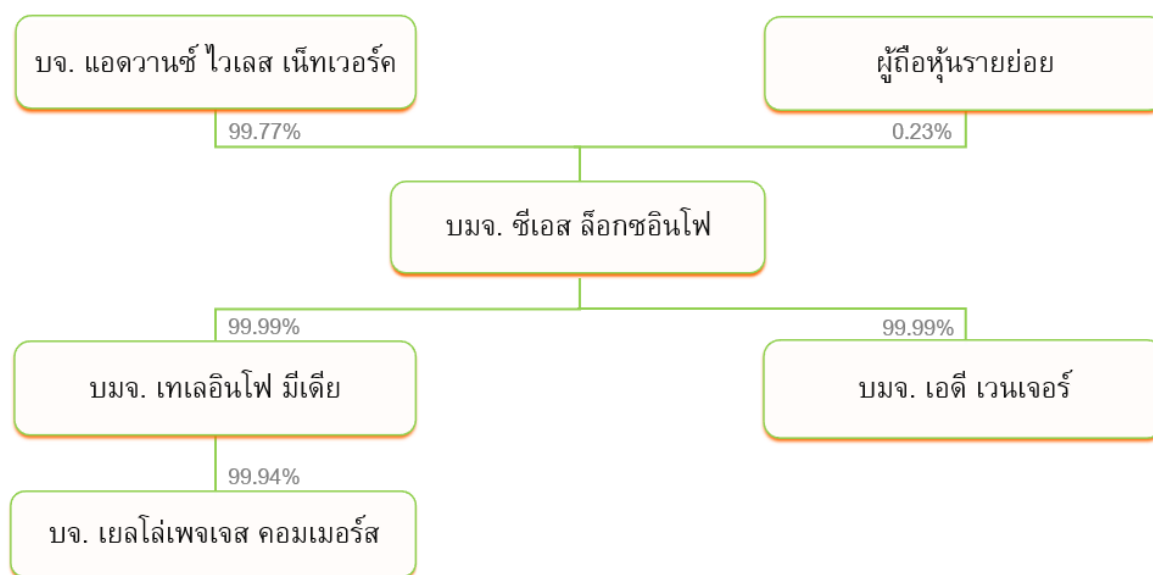 บจ. แอดวานซ์ ไวเลส เน็ทเวอร์ค
ผู้ถือหุ้นรายย่อย
99.77%
0.23%
บมจ. ซีเอส ล็อกซอินโฟ
99.99%
99.99%
บมจ. เทเลอินโฟ มีเดีย
บมจ. เอดี เวนเจอร์
99.94%
บจ. เยลโล่เพจเจส คอมเมอร์ส